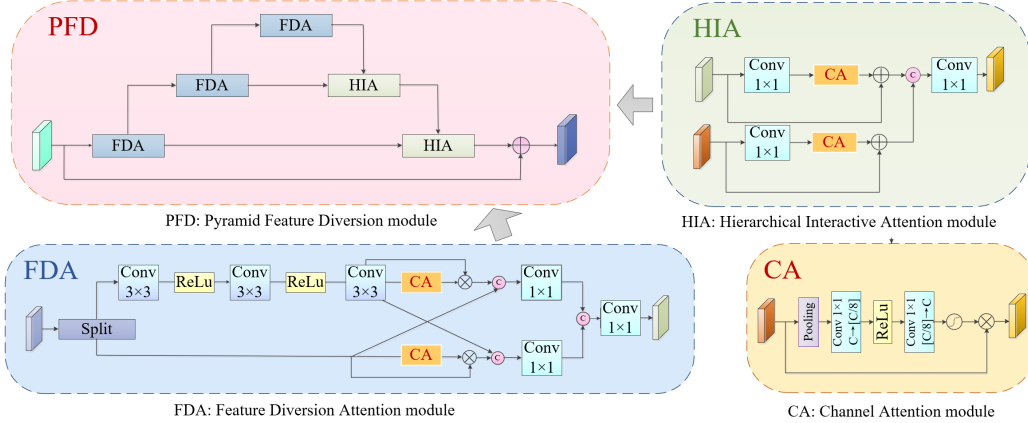 PFD
FDA
FDA
HIA
FDA
HIA
PFD: Pyramid Feature Diversion module
HIA
Conv
1×1
CA
C
Conv
1×1
Conv
1×1
CA
HIA: Hierarchical Interactive Attention module
FDA
Conv
3×3
ReLu
Conv
3×3
ReLu
Conv
3×3
CA
C
Conv
1×1
Split
C
Conv
1×1
CA
C
Conv
1×1
FDA: Feature Diversion Attention module
CA
Pooling
Conv 1×1
C→[C/8]
ReLu
Conv 1×1
[C/8]→C
CA: Channel Attention module